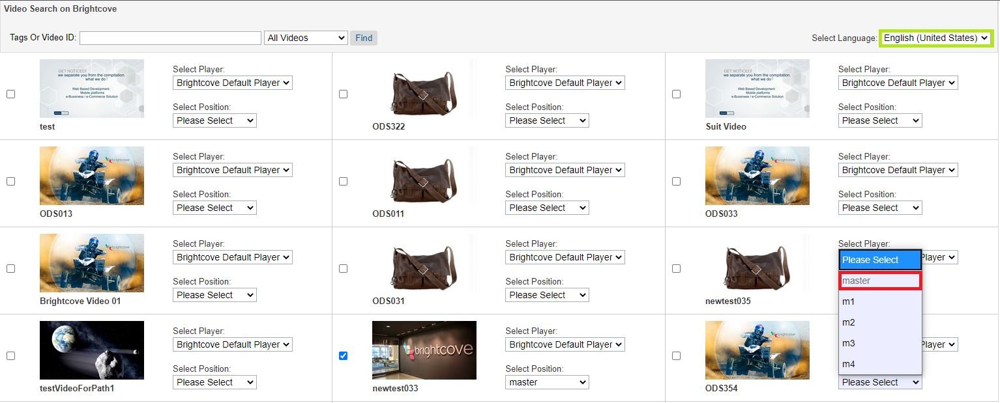 Video Search on Brightcove
Tags Or Video ID: All Videos Find Select Language: English (United States)
GET NOTICED!
we separate you from the compitation.
what we do?
Web Based Development
Mobile platforms
e-Bussiness / e-Commerce Solution
test
Select Player:
Brightcove Default Player
Select Position:
Please Select
ODS322
Select Player:
Brightcove Default Player
Select Position:
Please Select
GET NOTICED!
we separate you from the compitation.
what we do?
Web Based Development
Mobile platforms
e-Bussiness / e-Commerce Solution
Suit Video
Select Player:
Brightcove Default Player
Select Position:
Please Select
brightcove
ODS013
Select Player:
Brightcove Default Player
Select Position:
Please Select
ODS011
Select Player:
Brightcove Default Player
Select Position:
Please Select
brightcove
ODS033
Select Player:
Brightcove Default Player
Select Position:
Please Select
brightcove
Brightcove Video 01
Select Player:
Brightcove Default Player
Select Position:
Please Select
ODS031
Select Player:
Brightcove Default Player
Select Position:
Please Select
newtest035
Select Player:
Player
Please Select
master
m1
m2
m3
m4
testVideoForPath1
Select Player:
Brightcove Default Player
Select Position:
Please Select
brightcove
newtest033
Select Player:
Brightcove Default Player
Select Position:
master
brightcove
ODS354
Player
Please Select